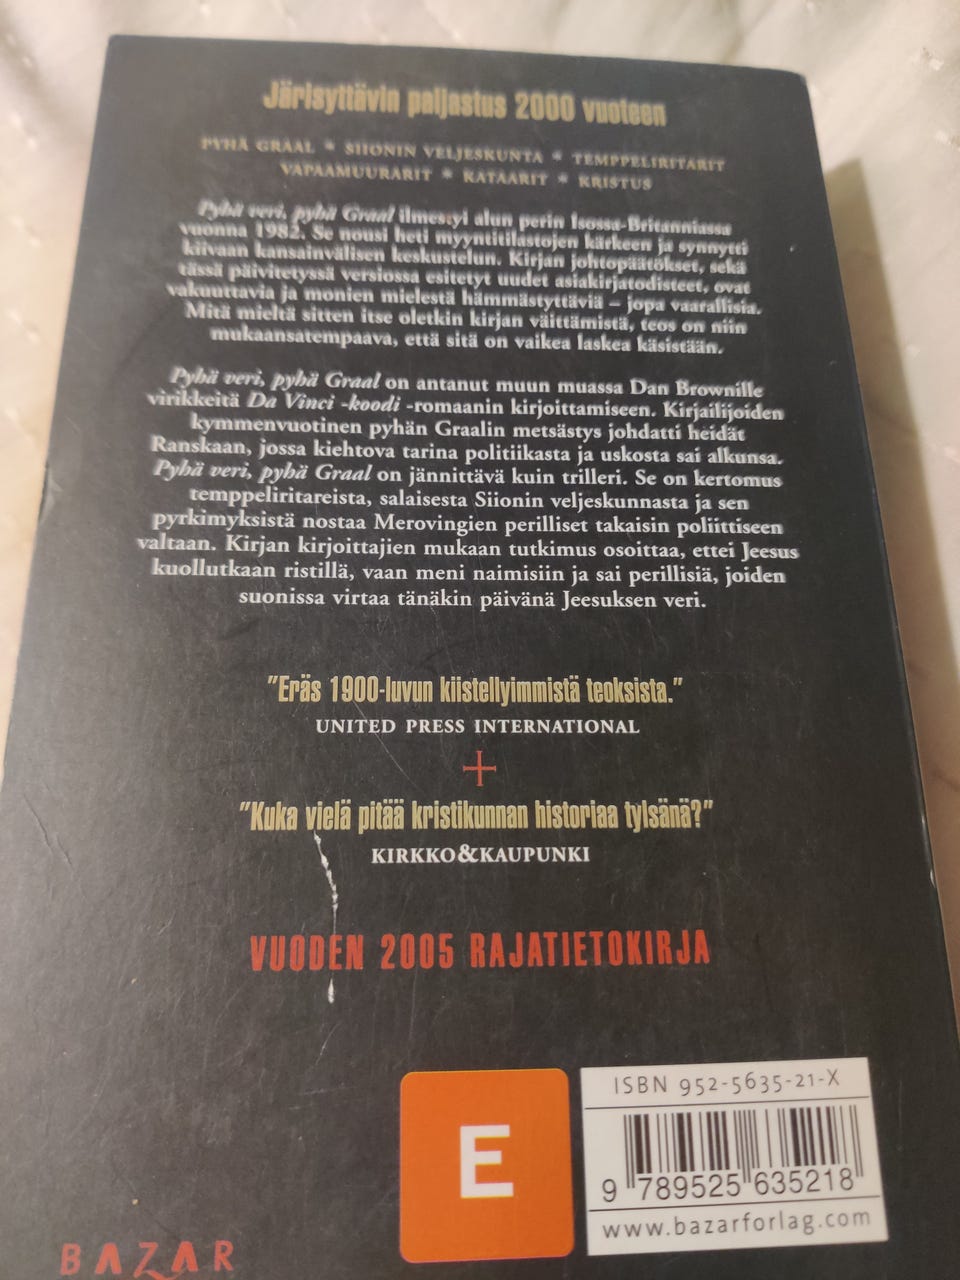 Järisyttävin paljastus 2000 vuoteen
PYHÄ GRAAL * SIIONIN VELJESKUNTA * TEMPPELIRITARIT
VAPAAMUURARIT * KATAARIT * KRISTUS
Pyhä veri, pyhä Graal ilmestyi alun perin Isossa-Britanniassa
vuonna 1982. Se nousi heti myyntitilastojen kärkeen ja synnytti
kiivaan kansainvälisen keskustelun. Kirjan johtopäätökset, sekä
tässä päivitetyssä versiossa esitetyt uudet asiakirjatodisteet, ovat
vakuuttavia ja monien mielestä hämmästyttäviä – jopa vaarallisia.
Mitä mieltä sitten itse oletkin kirjan väittämistä, teos on niin
mukaansatempaava, että sitä on vaikea laskea käsistään.
Pyhä veri, pyhä Graal on antanut muun muassa Dan Brownille
virikkeitä Da Vinci -koodi -romaanin kirjoittamiseen. Kirjailijoiden
kymmenvuotinen pyhän Graalin metsästys johdatti heidät
Ranskaan, jossa kiehtova tarina politiikasta ja uskosta sai alkunsa.
Pyhä veri, pyhä Graal on jännittävä kuin trilleri. Se on kertomus
temppeliritareista, salaisesta Siionin veljeskunnasta ja sen
pyrkimyksistä nostaa Merovingien perilliset takaisin poliittiseen
valtaan. Kirjan kirjoittajien mukaan tutkimus osoittaa, ettei Jeesus
kuollutkaan ristillä, vaan meni naimisiin ja sai perillisiä, joiden
suonissa virtaa tänäkin päivänä Jeesuksen veri.
"Eräs 1900-luvun kiistellyimmistä teoksista."
UNITED PRESS INTERNATIONAL
"Kuka vielä pitää kristikunnan historiaa tylsänä?"
KIRKKO&KAUPUNKI
VUODEN 2005 RAJATIETOKIRJA
ISBN 952-5635-21-X
E
9 789525 635218
www.bazarforlag.com
BAZAR